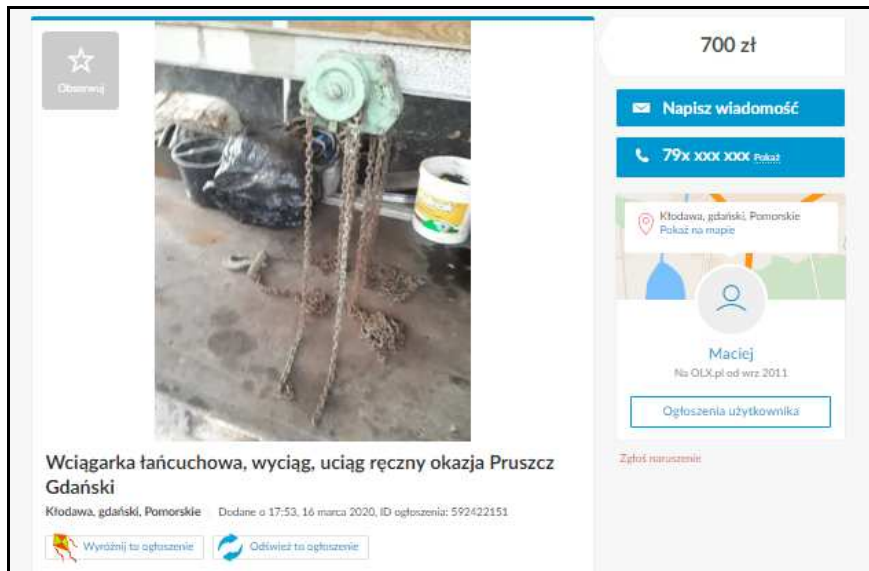 Obserwuj
700 zł
Napisz wiadomość
79x xxx xxx Pokaż
Kłodawa, gdański, Pomorskie
Pokaż na mapie
Maciej
Na OLX.pl od wrz 2011
Ogłoszenia użytkownika
Zgłoś naruszenie
Wciągarka łańcuchowa, wyciąg, uciąg ręczny okazja Pruszcz
Gdański
Kłodawa, gdański, Pomorskie Dodane o 17:53, 16 marca 2020, ID ogłoszenia: 592422151
Wyróżnij to ogłoszenie
Odśwież to ogłoszenie